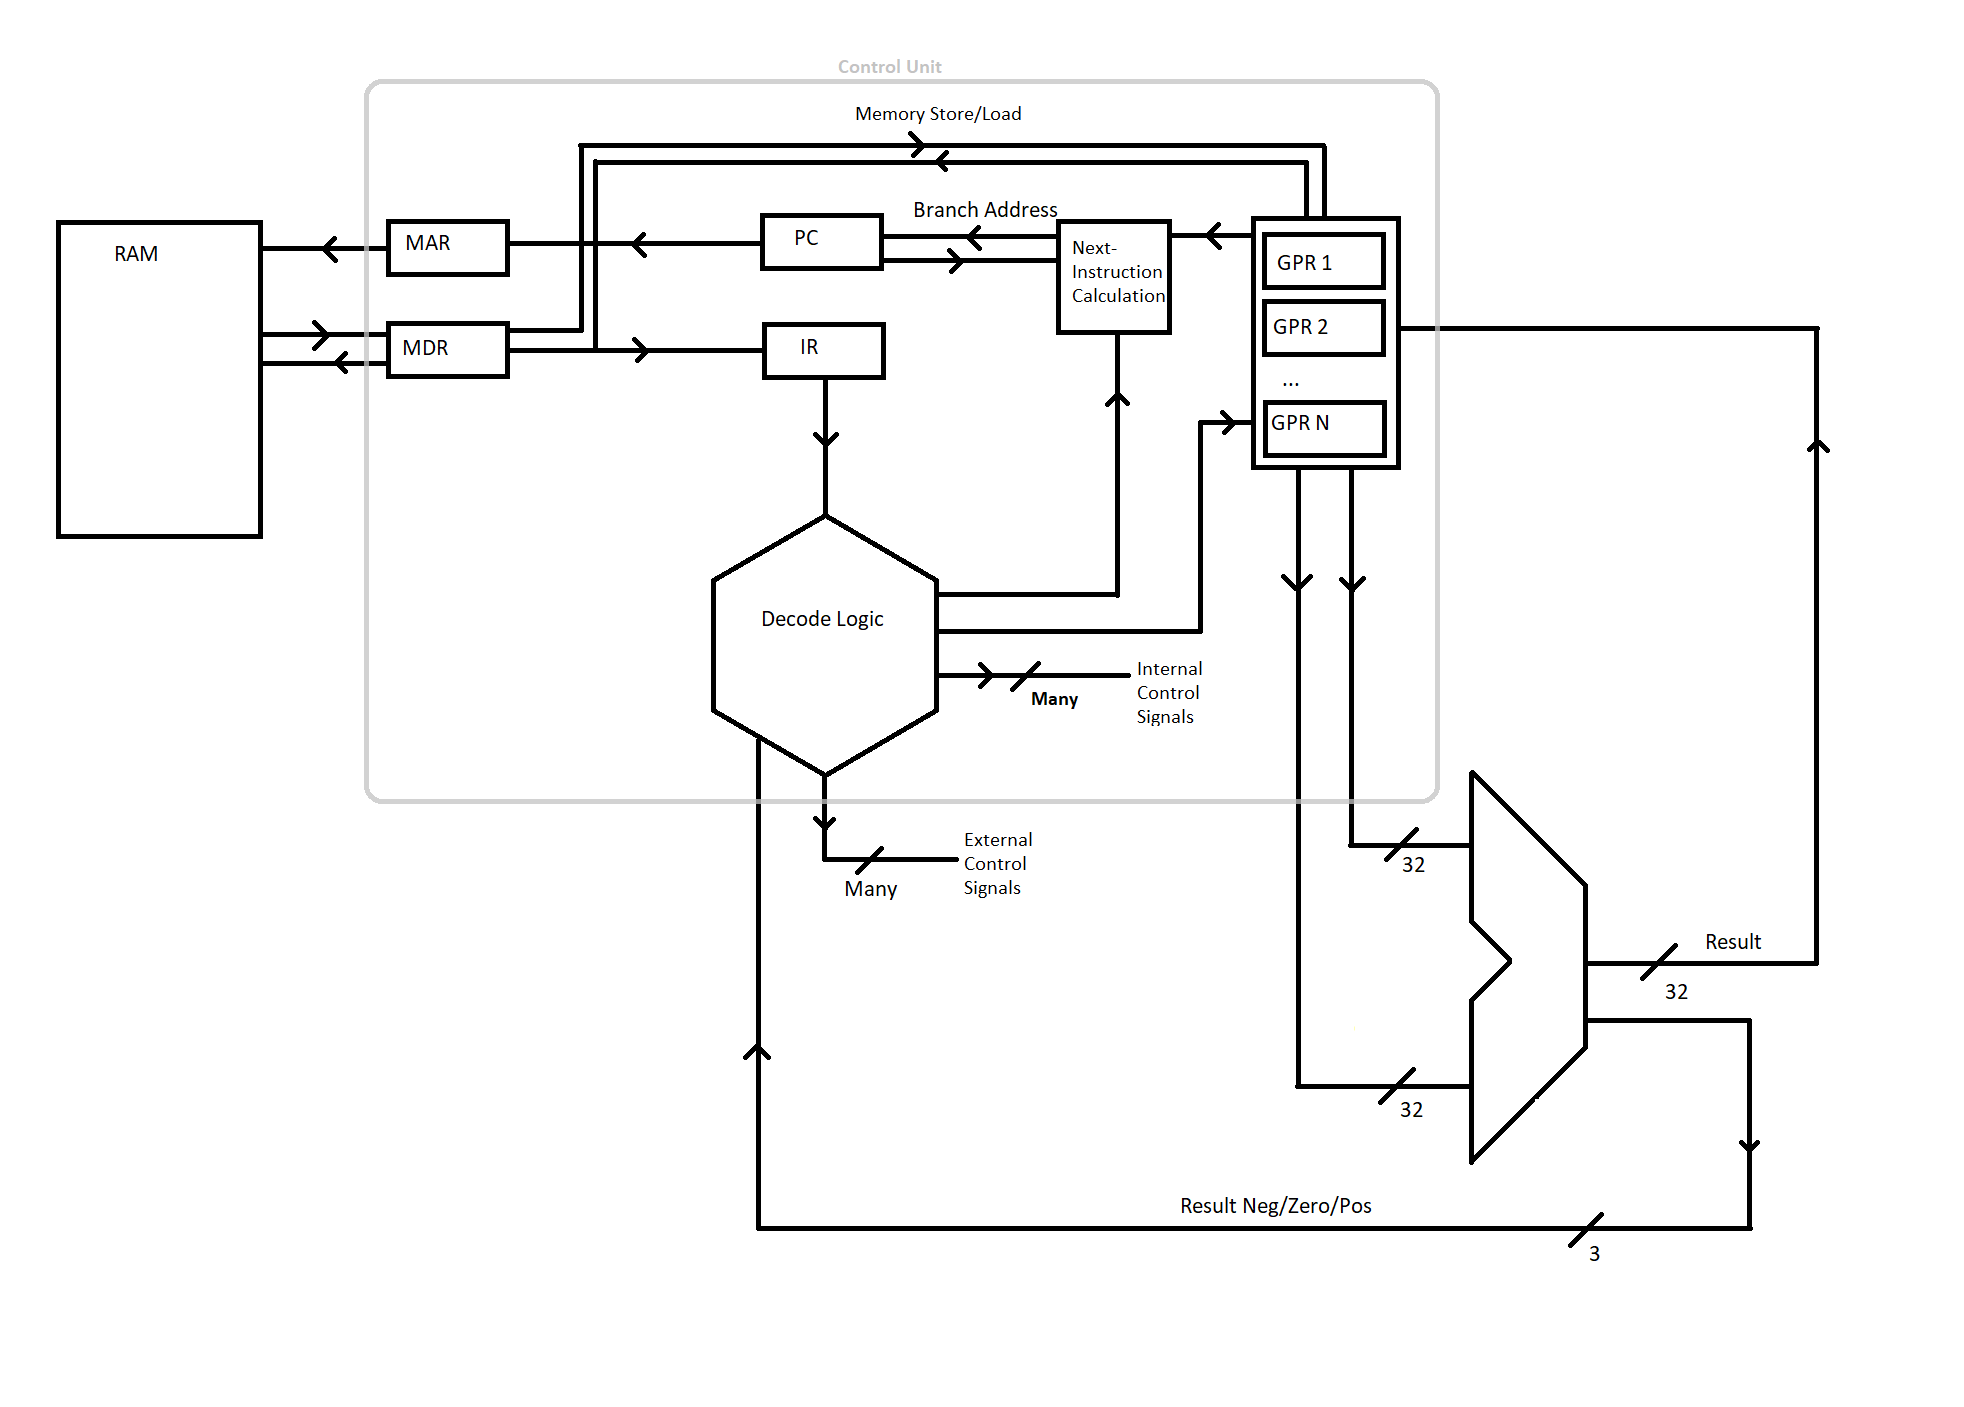 Control Unit
Memory Store/Load
Branch Address
RAM
MAR
PC
Next-
Instruction
Calculation
GPR 1
GPR 2
...
GPR N
MDR
IR
Decode Logic
Internal
Control
Signals
Many
External
Control
Signals
Many
32
Result
32
32
Result Neg/Zero/Pos
3